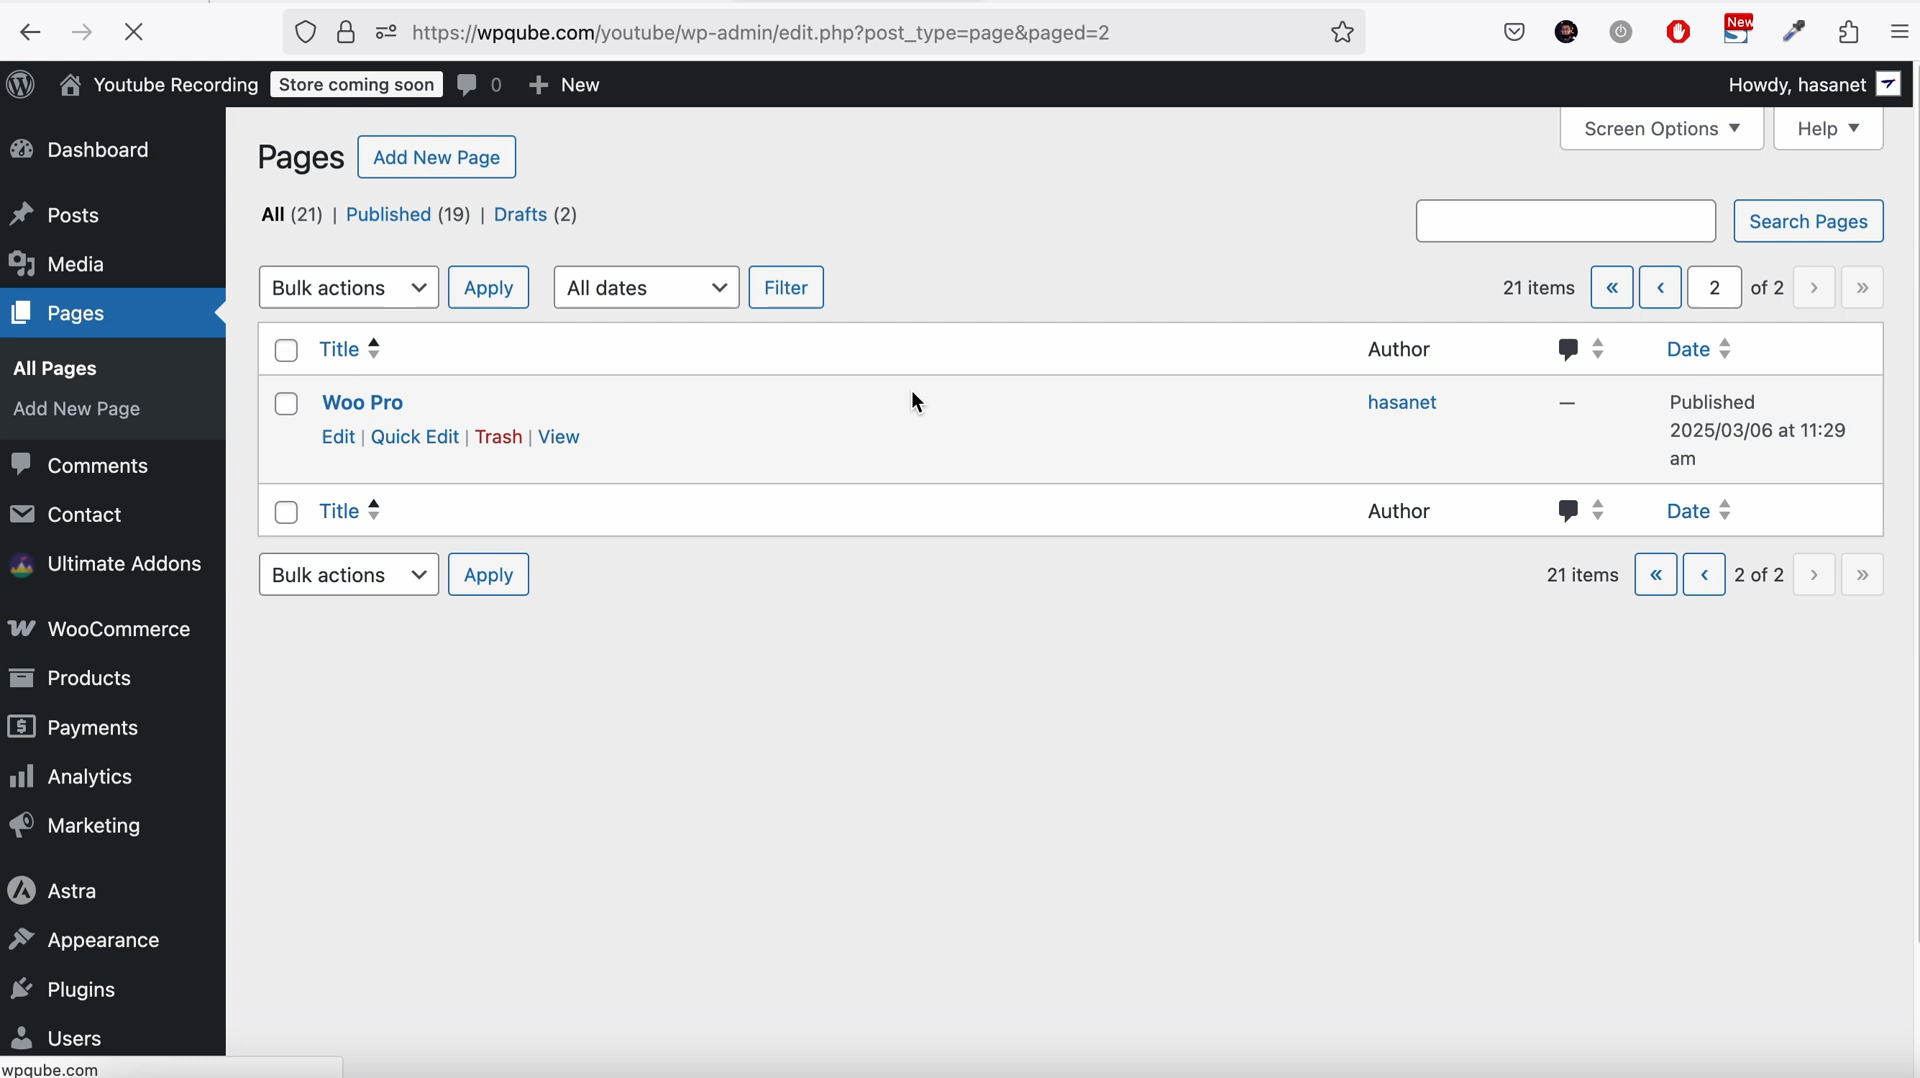 https://wpqube.com/youtube/wp-admin/edit.php?post_type=page&paged=2
New
Youtube Recording Store coming soon 0 New
Howdy, hasanet
Dashboard
Posts
Media
Pages
All Pages
Add New Page
Comments
Contact
Ultimate Addons
WooCommerce
Products
Payments
Analytics
Marketing
Astra
Appearance
Plugins
Users
Screen Options Help
Pages Add New Page
All (21) | Published (19) | Drafts (2)
Search Pages
Bulk actions Apply All dates Filter 21 items « ‹ 2 of 2 › »
Title Author Date
Woo Pro hasanet — Published
2025/03/06 at 11:29
am
Edit | Quick Edit | Trash | View
Title Author Date
Bulk actions Apply 21 items « ‹ 2 of 2 › »
wpqube.com